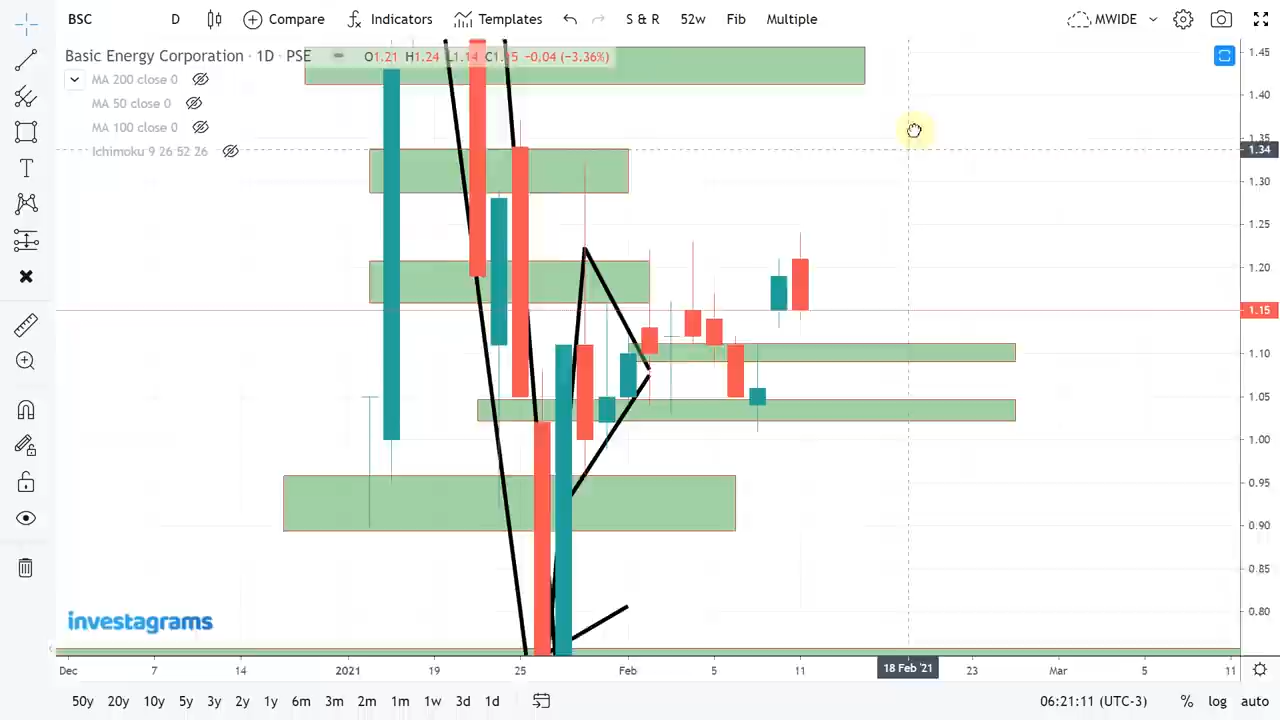 BSC D Compare Indicators Templates S & R 52w Fib Multiple MWIDE
Basic Energy Corporation · 1D · PSE O1.21 H1.24 L1.14 C1.15 −0.04 (−3.36%)
MA 200 close 0
MA 50 close 0
MA 100 close 0
Ichimoku 9 26 52 26
1.45
1.40
1.35
1.34
1.30
1.25
1.20
1.15
1.10
1.05
1.00
0.95
0.90
0.85
0.80
investagrams
Dec 7 14 2021 19 25 Feb 5 11 18 Feb '21 23 Mar 5 11
50y 20y 10y 5y 3y 2y 1y 6m 3m 2m 1m 1w 3d 1d 06:21:11 (UTC-3) % log auto